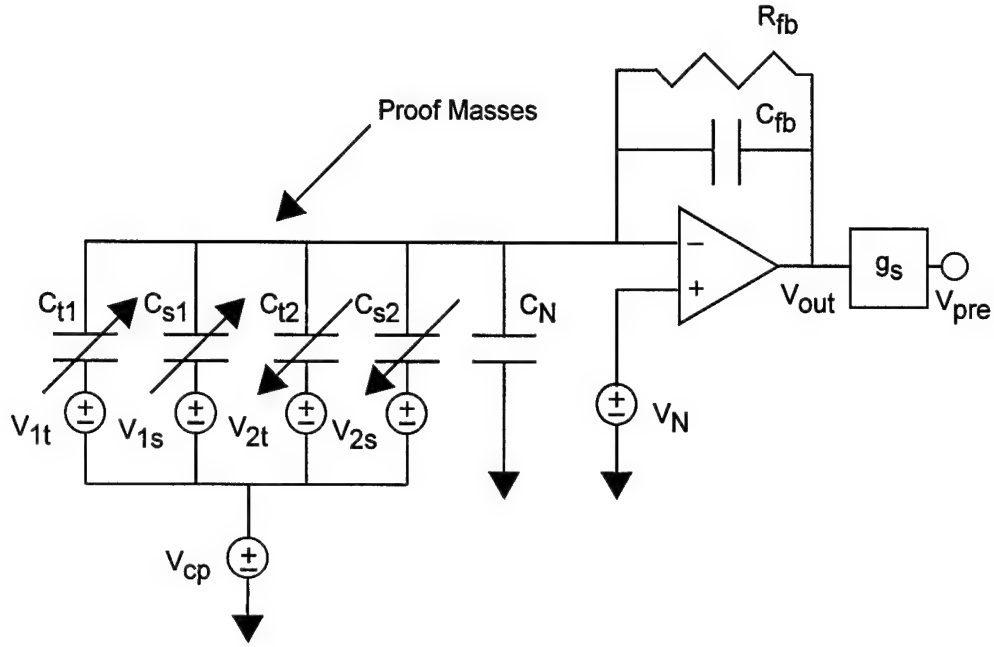 R_fb
Proof Masses
C_fb
C_t1
C_s1
C_t2
C_s2
C_N
−
+
g_s
V_out
V_pre
V_1t
V_1s
V_2t
V_2s
V_N
V_cp